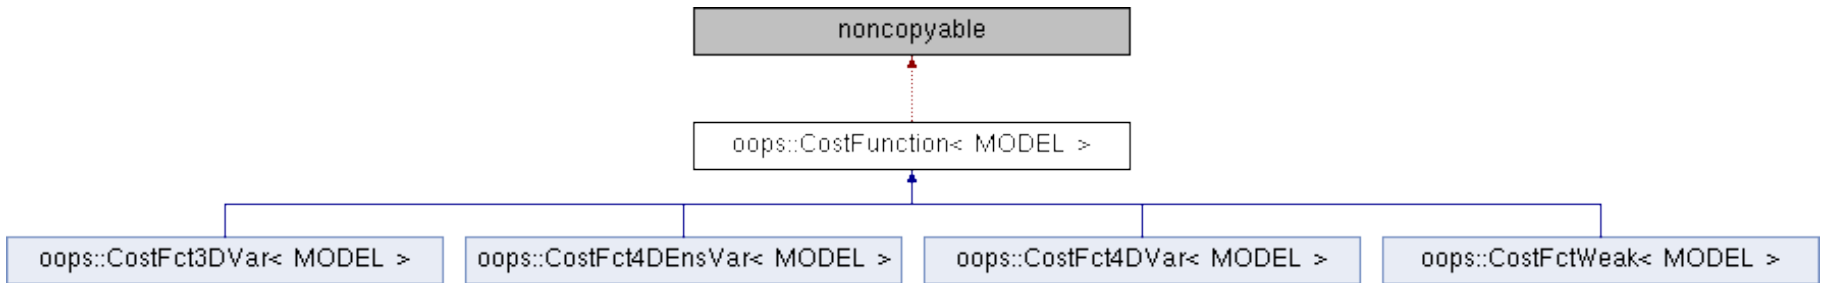 noncopyable
oops::CostFunction< MODEL >
oops::CostFct3DVar< MODEL >
oops::CostFct4DEnsVar< MODEL >
oops::CostFct4DVar< MODEL >
oops::CostFctWeak< MODEL >